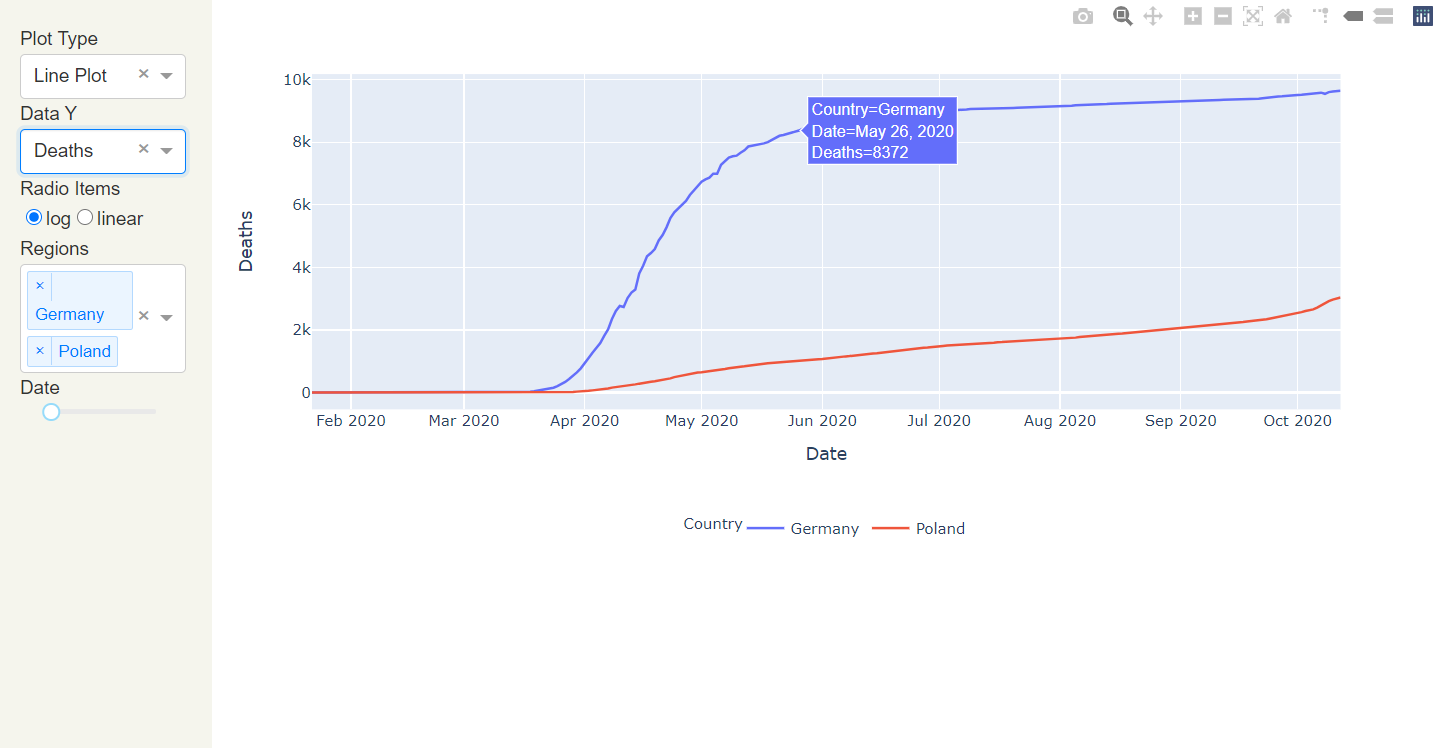 Plot Type
Line Plot
Data Y
Deaths
Radio Items
log linear
Regions
×
Germany
× Poland
Date
10k
8k
6k
4k
2k
0
Deaths
Country=Germany
Date=May 26, 2020
Deaths=8372
Feb 2020 Mar 2020 Apr 2020 May 2020 Jun 2020 Jul 2020 Aug 2020 Sep 2020 Oct 2020
Date
Country Germany Poland